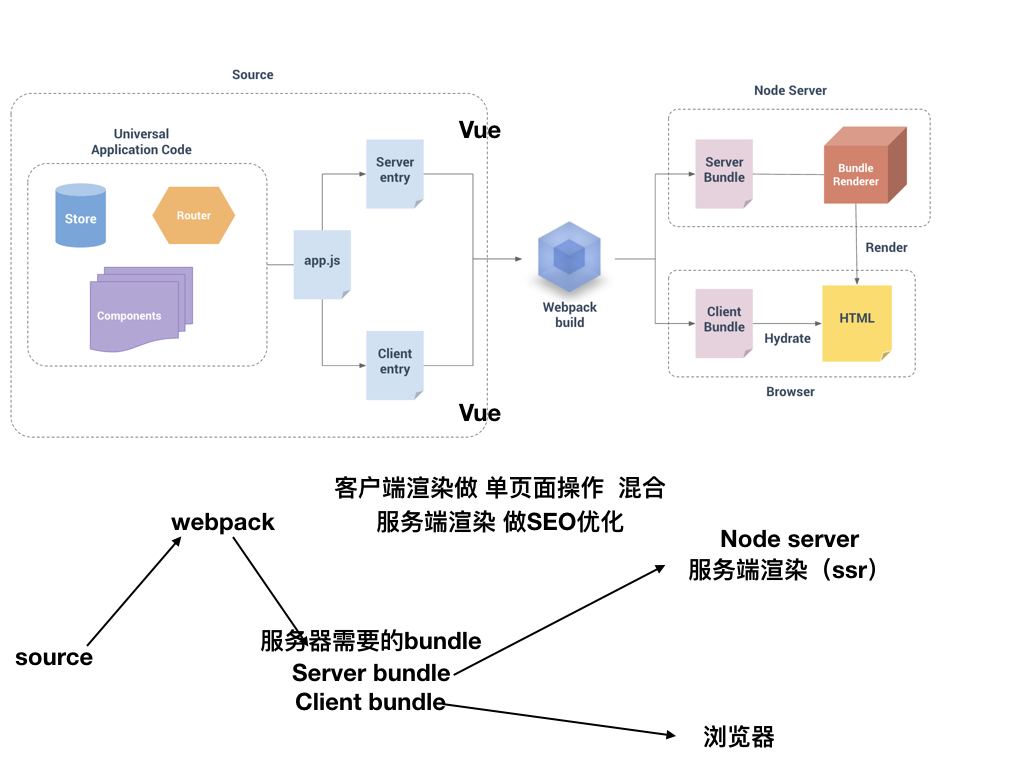 Source
Node Server
Universal
Application Code
Vue
Server
entry
Server
Bundle
Bundle
Renderer
Store
Router
app.js
Render
Components
Webpack
build
Client
Bundle
Hydrate
HTML
Client
entry
Browser
Vue
客户端渲染做 单页面操作 混合
服务端渲染 做SEO优化
webpack
Node server
服务端渲染（ssr）
服务器需要的bundle
source
Server bundle
Client bundle
浏览器